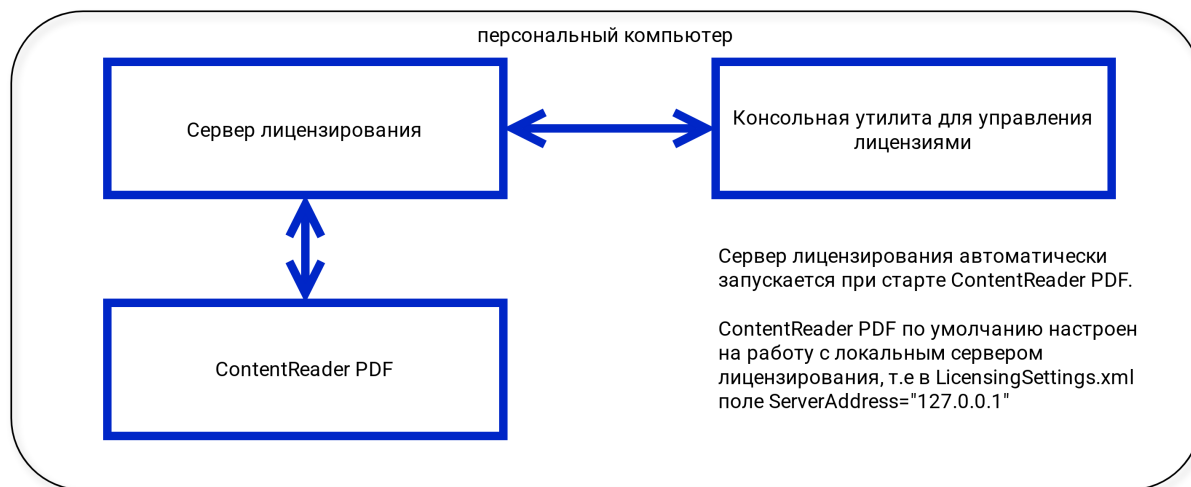 персональный компьютер
Сервер лицензирования
Консольная утилита для управления
лицензиями
ContentReader PDF
Сервер лицензирования автоматически
запускается при старте ContentReader PDF.
ContentReader PDF по умолчанию настроен
на работу с локальным сервером
лицензирования, т.е в LicensingSettings.xml
поле ServerAddress="127.0.0.1"